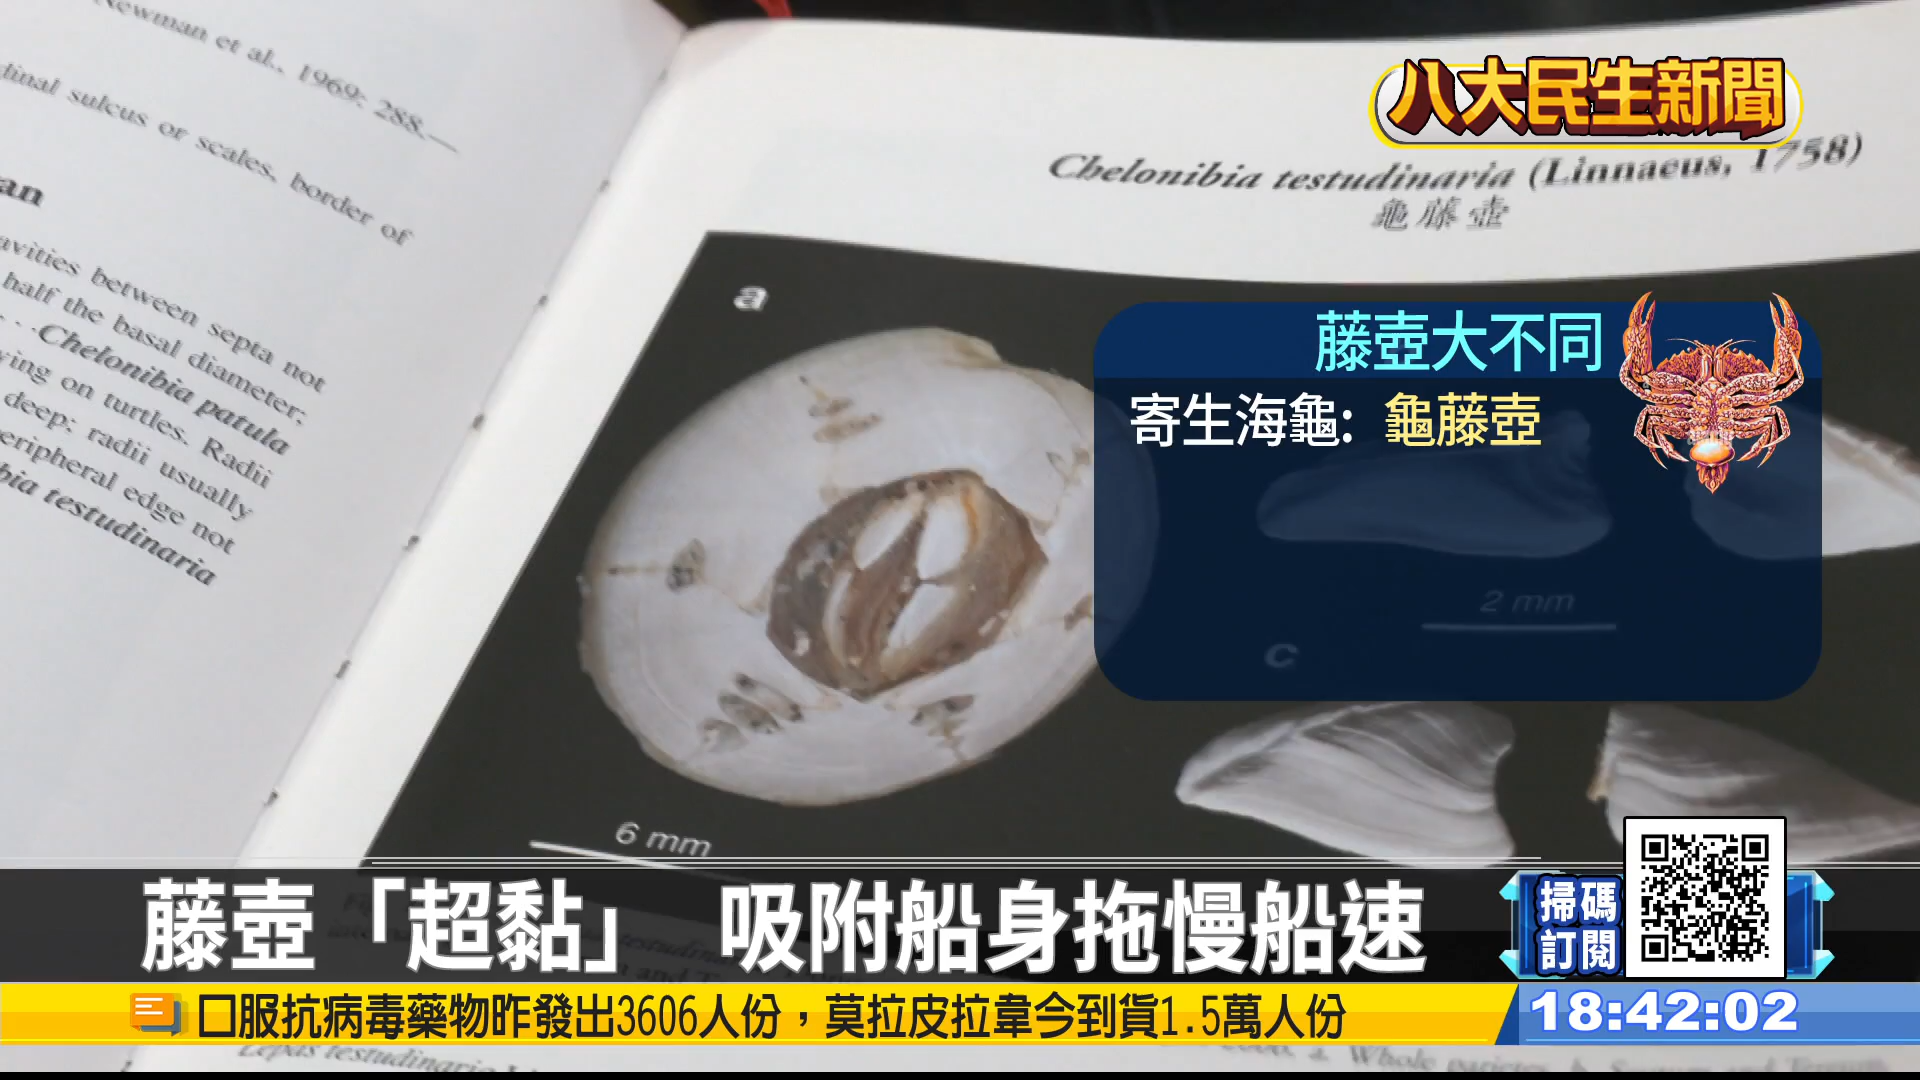 Newman et al., 1969: 288.—
dinal sulcus or scales, border of
an
avities between septa not
half the basal diameter;
...Chelonibia patula
ving on turtles. Radii
deep; radii usually
peripheral edge not
bia testudinaria
八大民生新聞
Chelonibia testudinaria (Linnaeus, 1758)
龜藤壺
a
藤壺大不同
寄生海龜: 龜藤壺
2 mm
c
6 mm
藤壺「超黏」 吸附船身拖慢船速
掃碼
訂閱
口服抗病毒藥物昨發出3606人份，莫拉皮拉韋今到貨1.5萬人份
18:42:02
Lepas testudinario
a. Whole